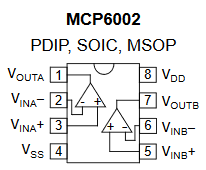 MCP6002
PDIP, SOIC, MSOP
VOUTA 1 8 VDD
VINA– 2 - + 7 VOUTB
VINA+ 3 + - 6 VINB–
VSS 4 5 VINB+